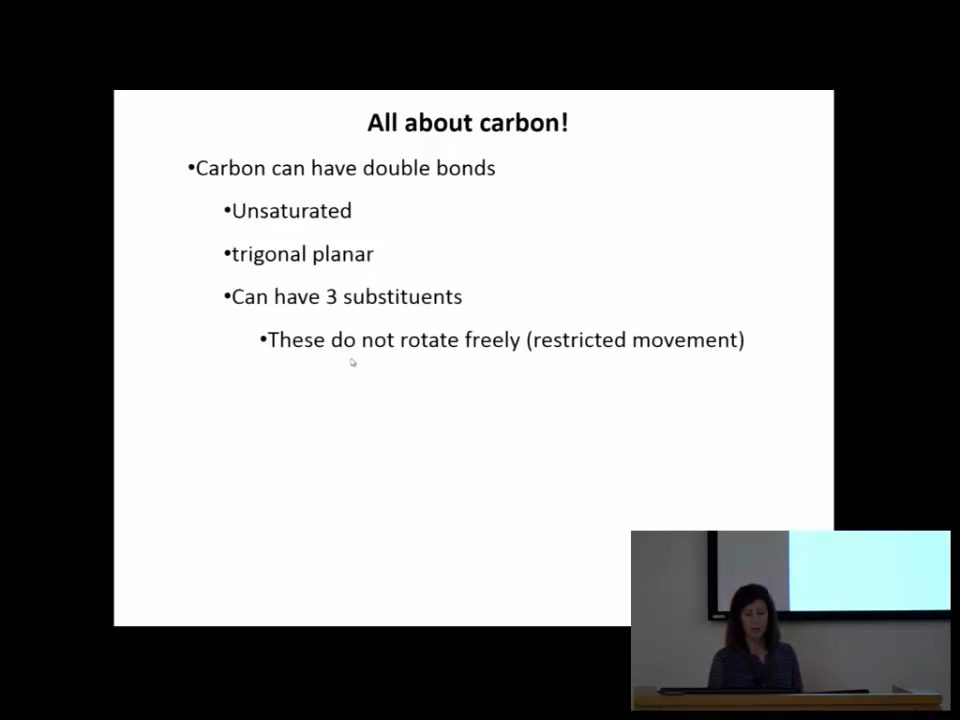 All about carbon!
•Carbon can have double bonds
•Unsaturated
•trigonal planar
•Can have 3 substituents
•These do not rotate freely (restricted movement)